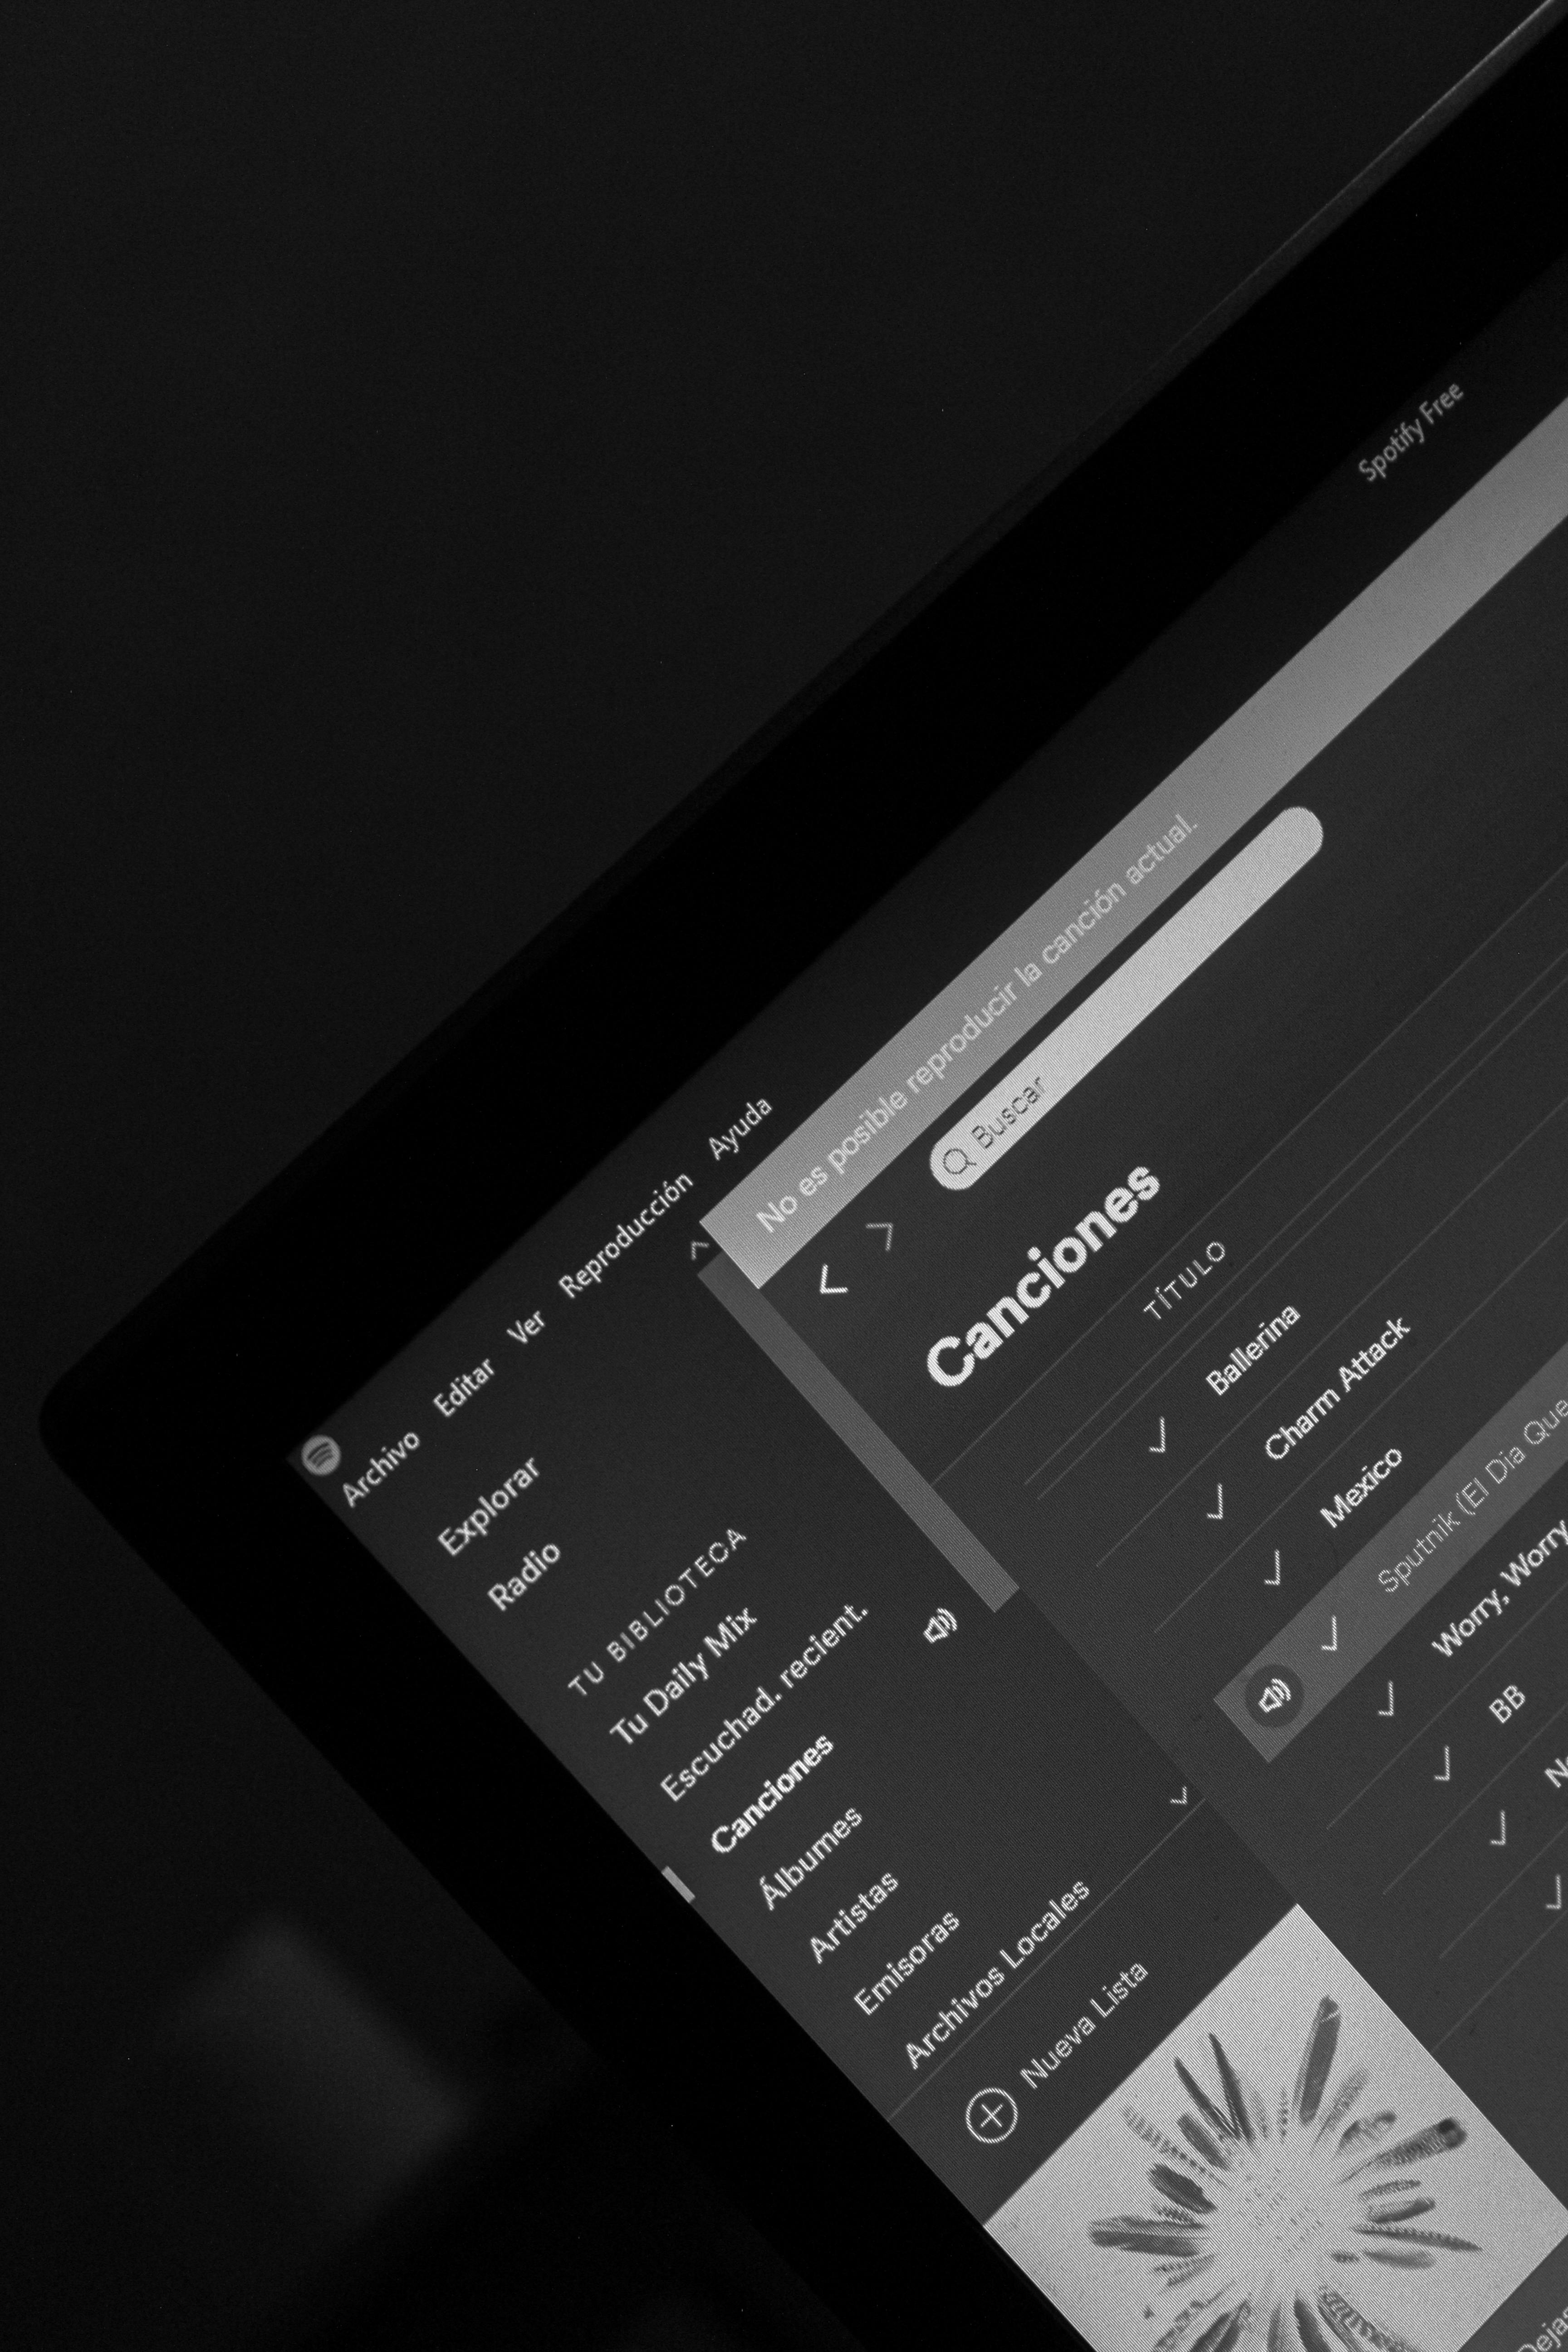 Spotify Free
Archivo Editar Ver Reproducción Ayuda
No es posible reproducir la canción actual.
Buscar
Explorar
Radio
TU BIBLIOTECA
Tu Daily Mix
Escuchad. recient.
Canciones
Álbumes
Artistas
Emisoras
Archivos Locales
Nueva Lista
Canciones
TÍTULO
Ballerina
Charm Attack
Mexico
Sputnik (El Dia Que
Worry, Worry
BB